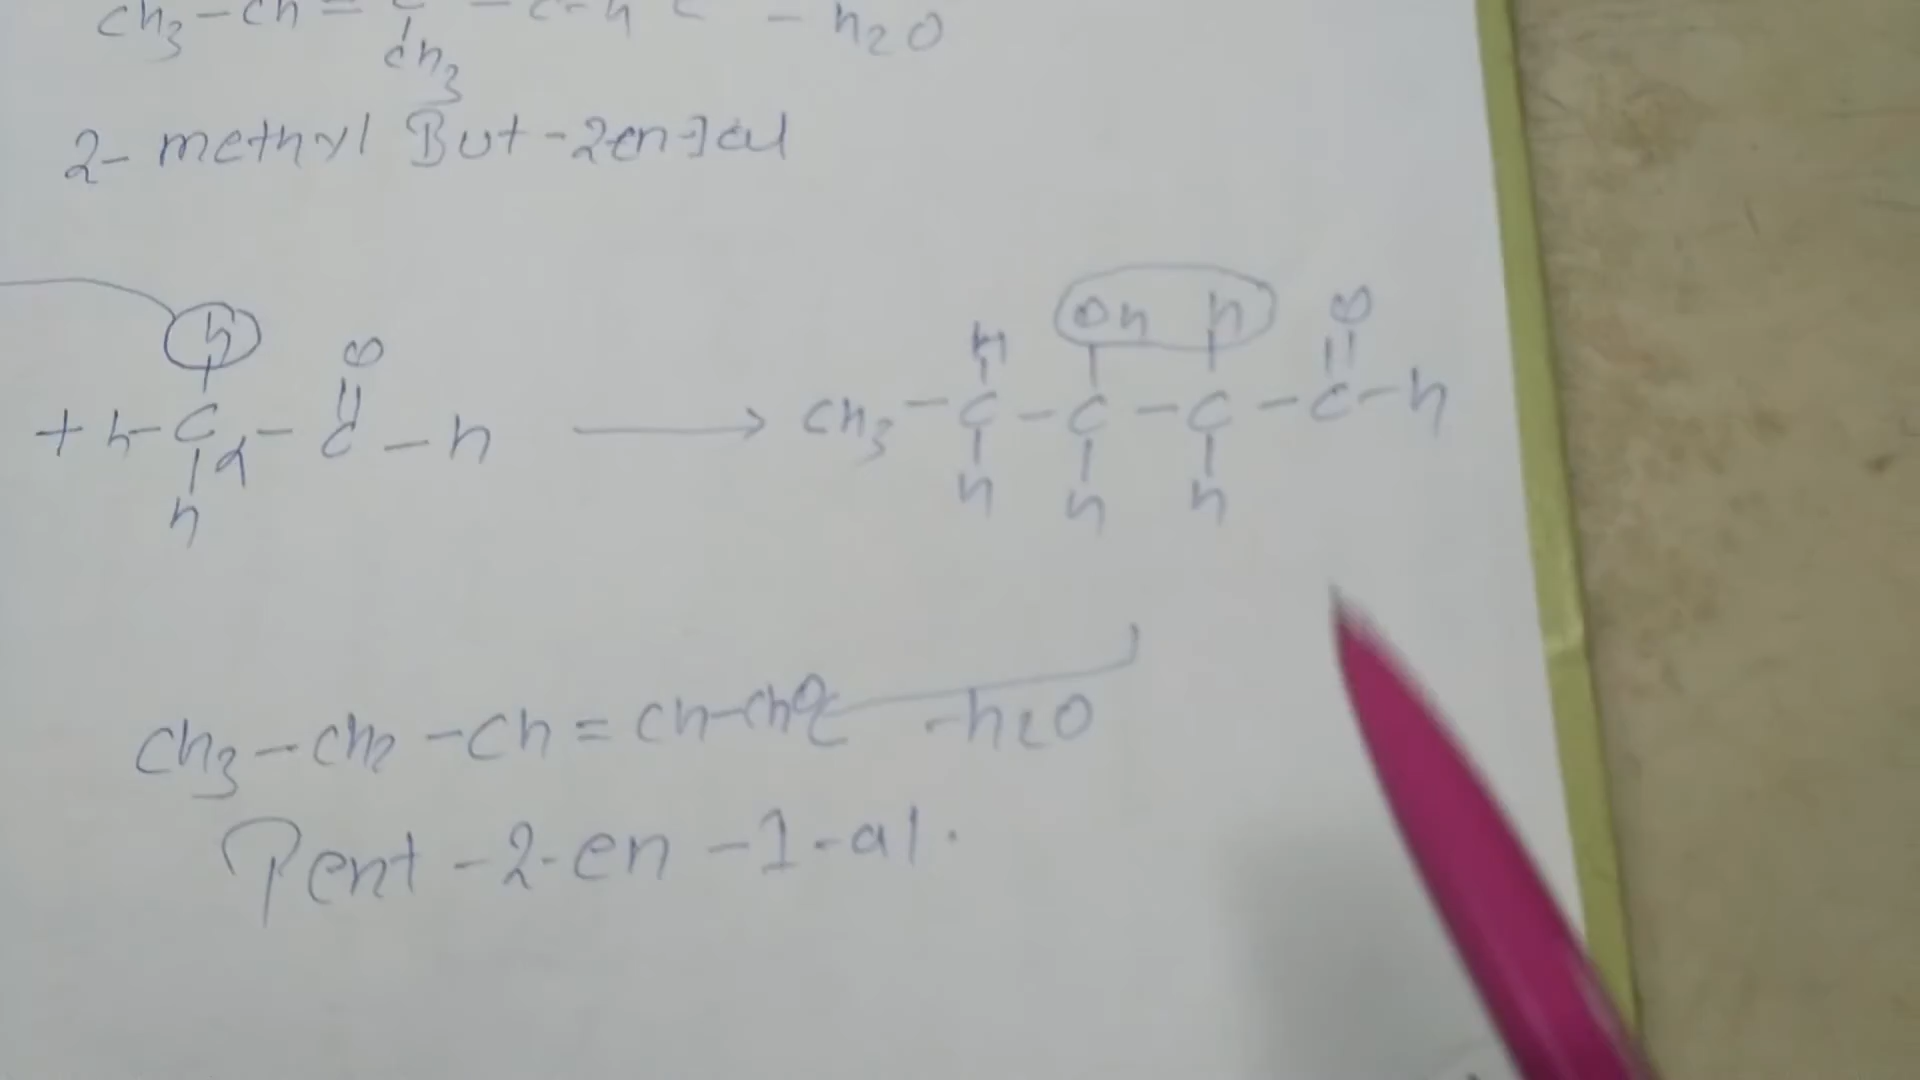 CH3-CH= C -C-H - H2O
CH3
2- methyl But-2en-1al
H O H OH H O
+ H-C α- C -H → CH3 -C -C -C -C-H
H H H H
CH3-CH2-CH=CH-CHO -H2O
Pent-2-en-1-al.